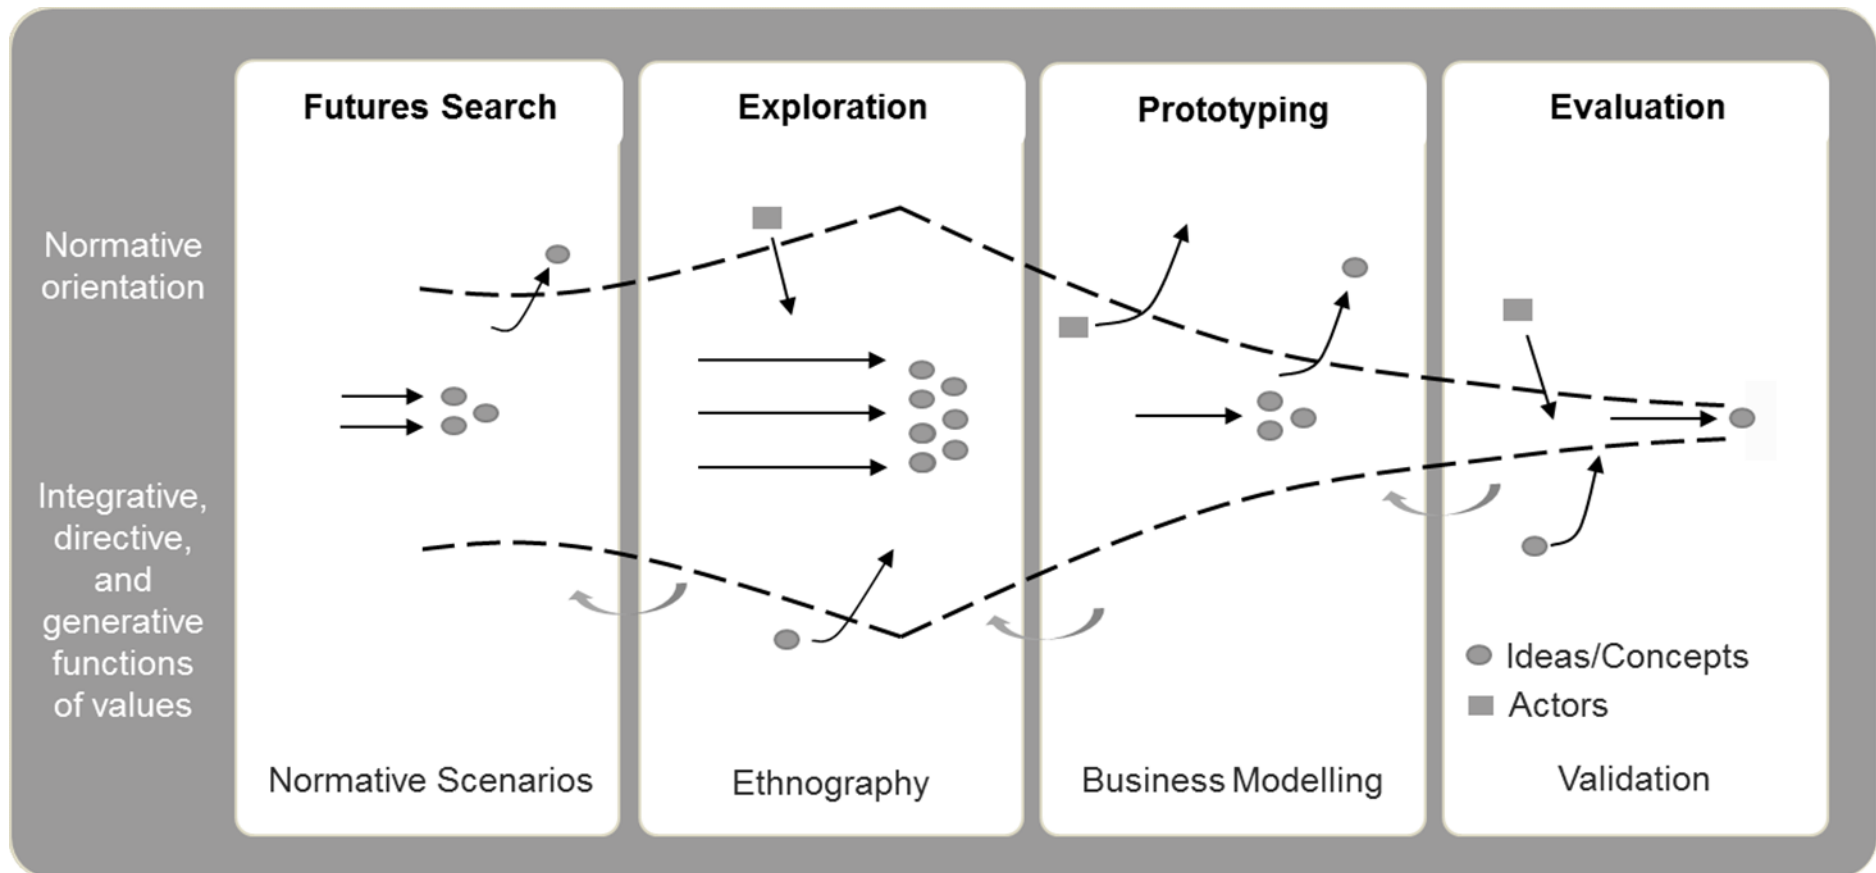 Futures Search
Exploration
Prototyping
Evaluation
Normative
orientation
Integrative,
directive,
and
generative
functions
of values
Ideas/Concepts
Actors
Normative Scenarios
Ethnography
Business Modelling
Validation